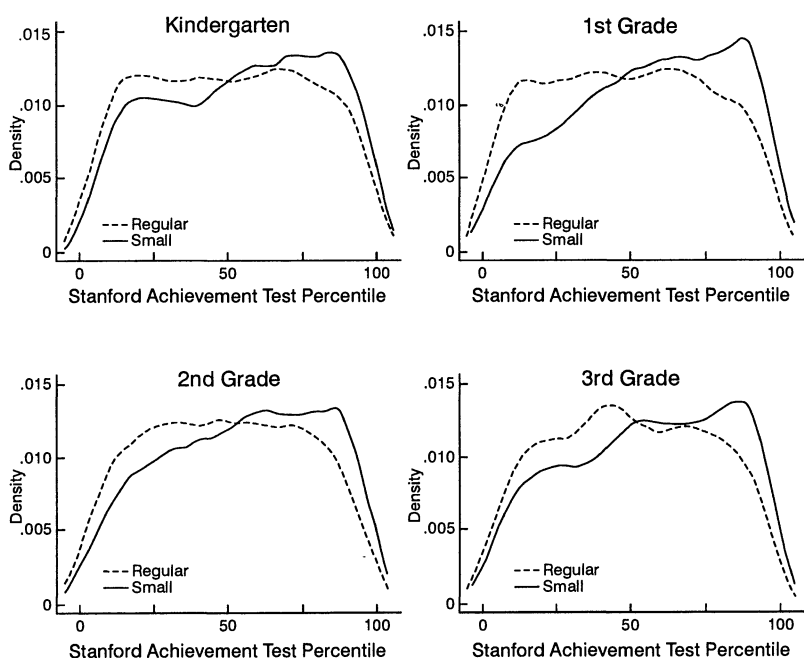 Kindergarten
.015
.010
.005
0
Density
Regular
Small
0 50 100
Stanford Achievement Test Percentile
1st Grade
.015
.010
.005
0
Density
Regular
Small
0 50 100
Stanford Achievement Test Percentile
2nd Grade
.015
.010
.005
0
Density
Regular
Small
0 50 100
Stanford Achievement Test Percentile
3rd Grade
.015
.010
.005
0
Density
Regular
Small
0 50 100
Stanford Achievement Test Percentile